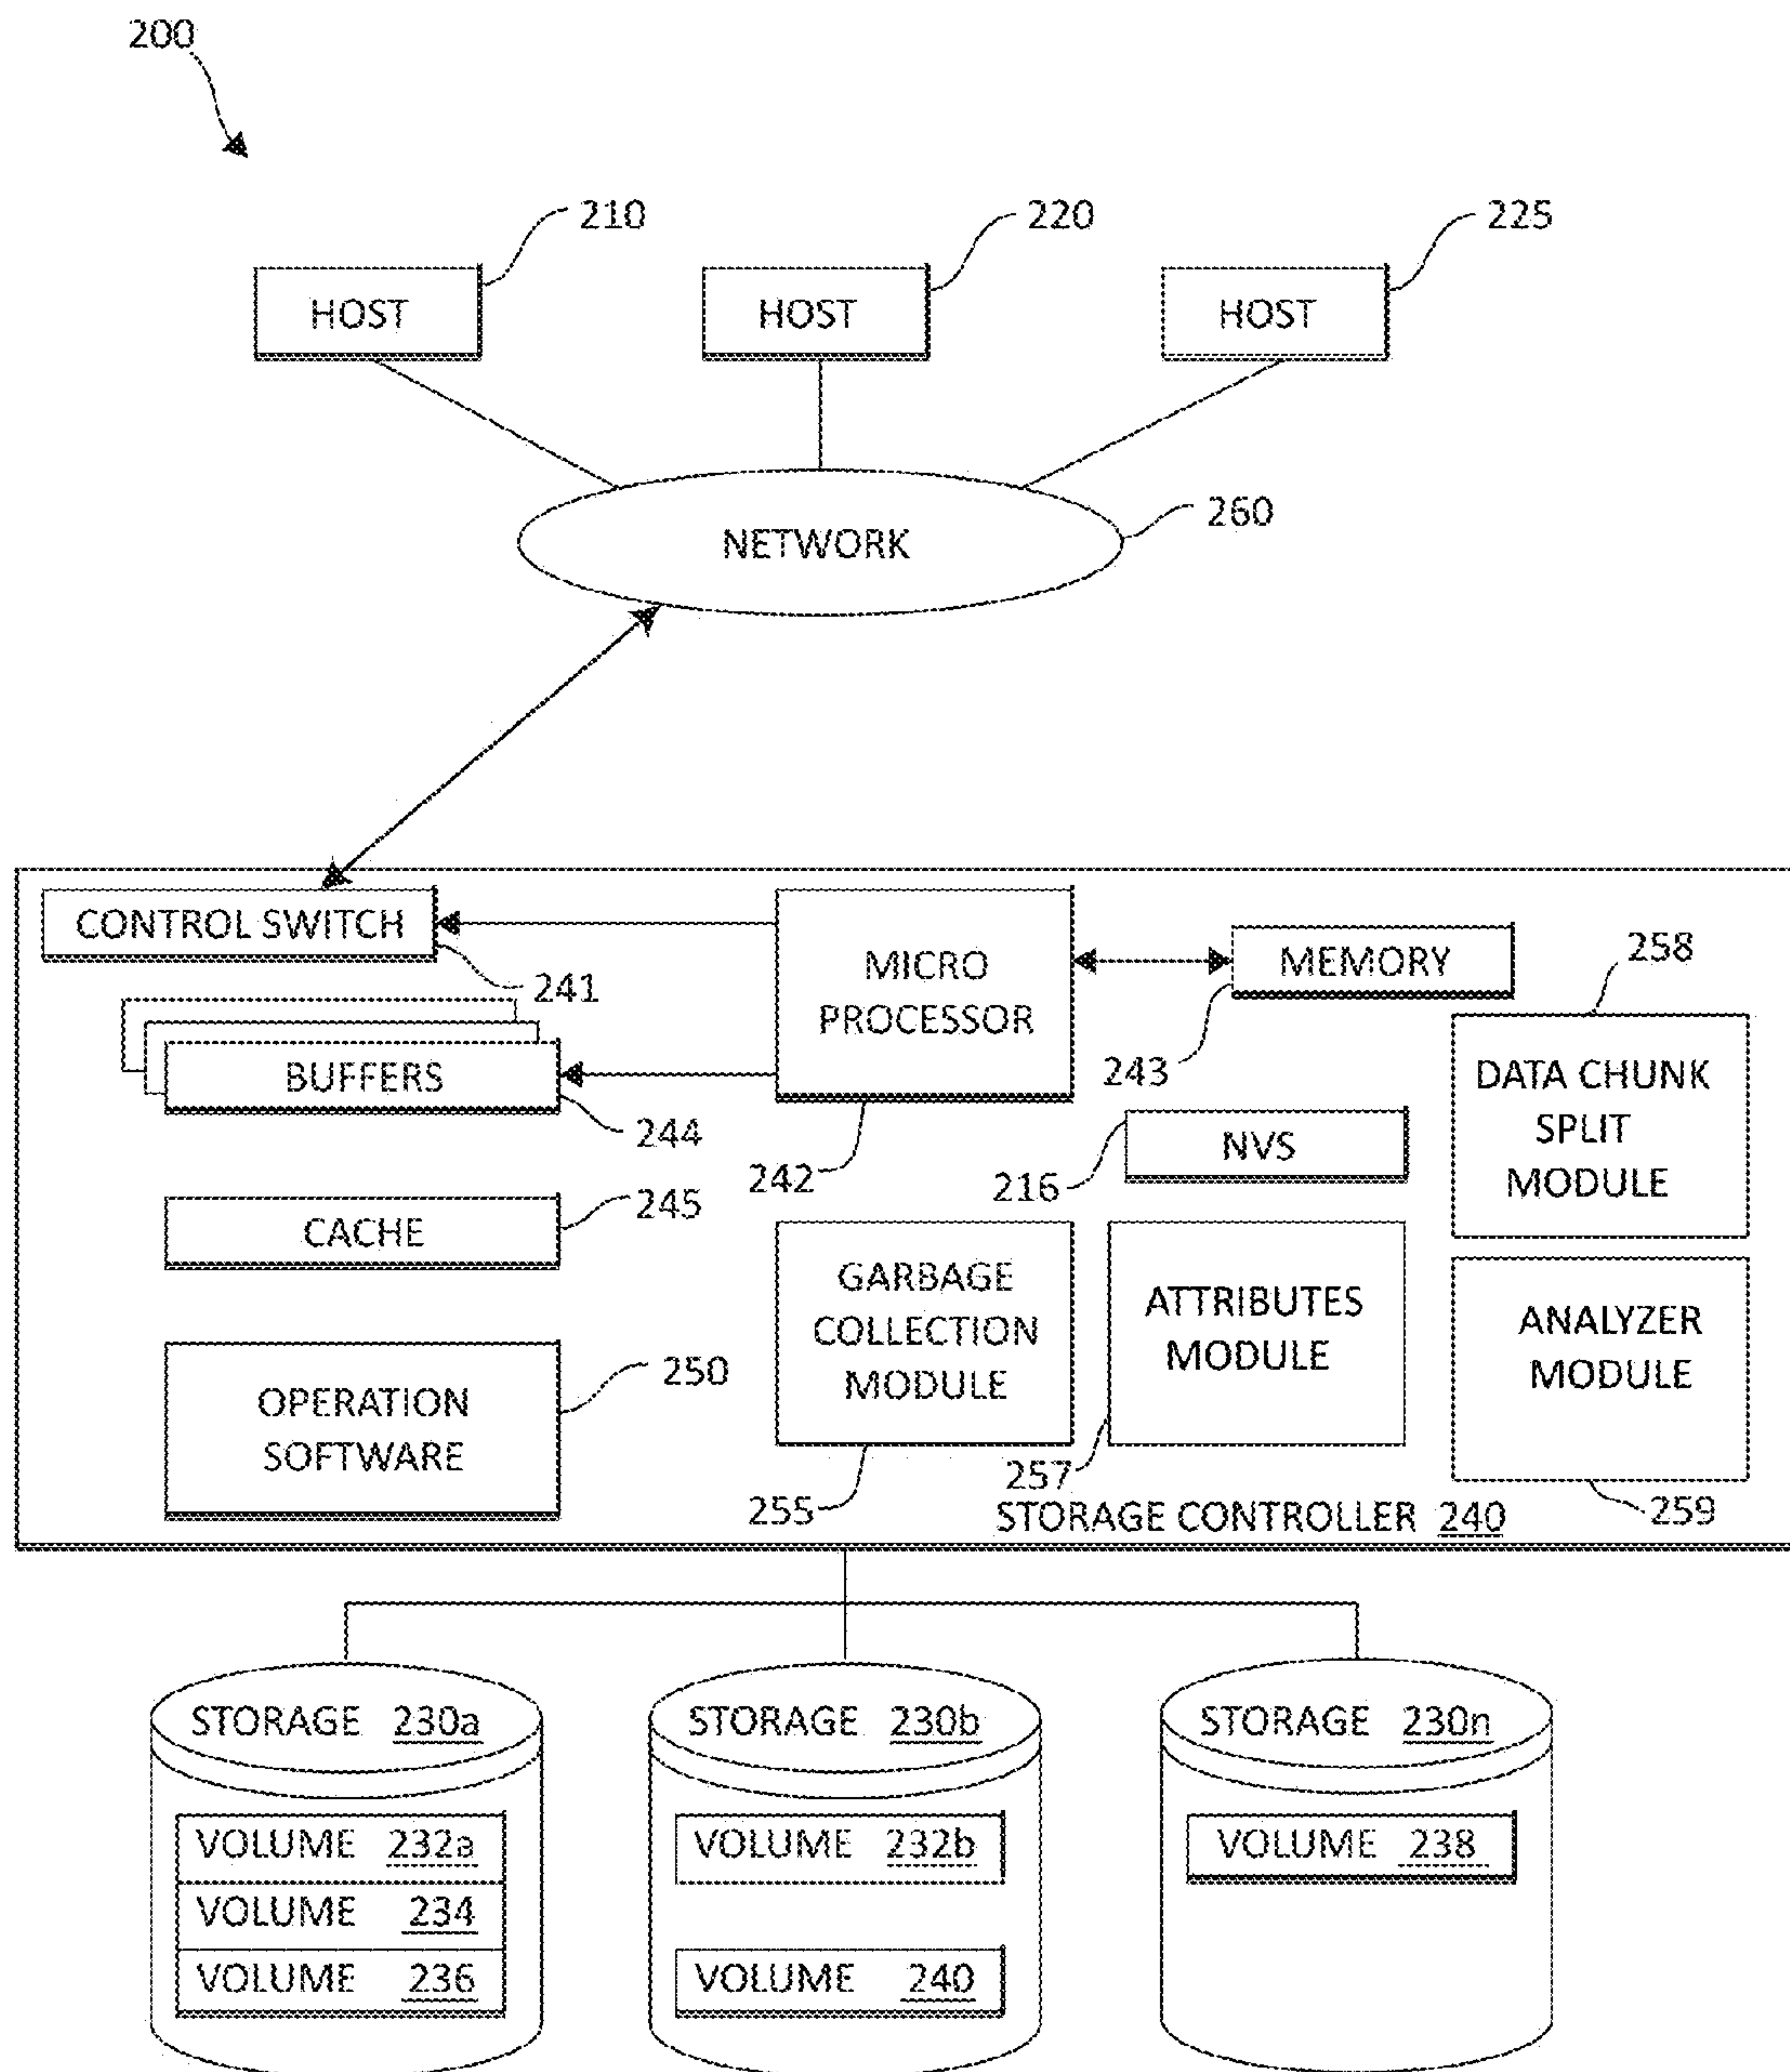 200
210
220
225
HOST
HOST
HOST
260
NETWORK
CONTROL SWITCH
241
MICRO
PROCESSOR
242
MEMORY
243
258
DATA CHUNK
SPLIT
MODULE
BUFFERS
244
NVS
216
CACHE
245
GARBAGE
COLLECTION
MODULE
255
ATTRIBUTES
MODULE
257
ANALYZER
MODULE
259
OPERATION
SOFTWARE
250
STORAGE CONTROLLER 240
STORAGE 230a
VOLUME 232a
VOLUME 234
VOLUME 236
STORAGE 230b
VOLUME 232b
VOLUME 240
STORAGE 230n
VOLUME 238